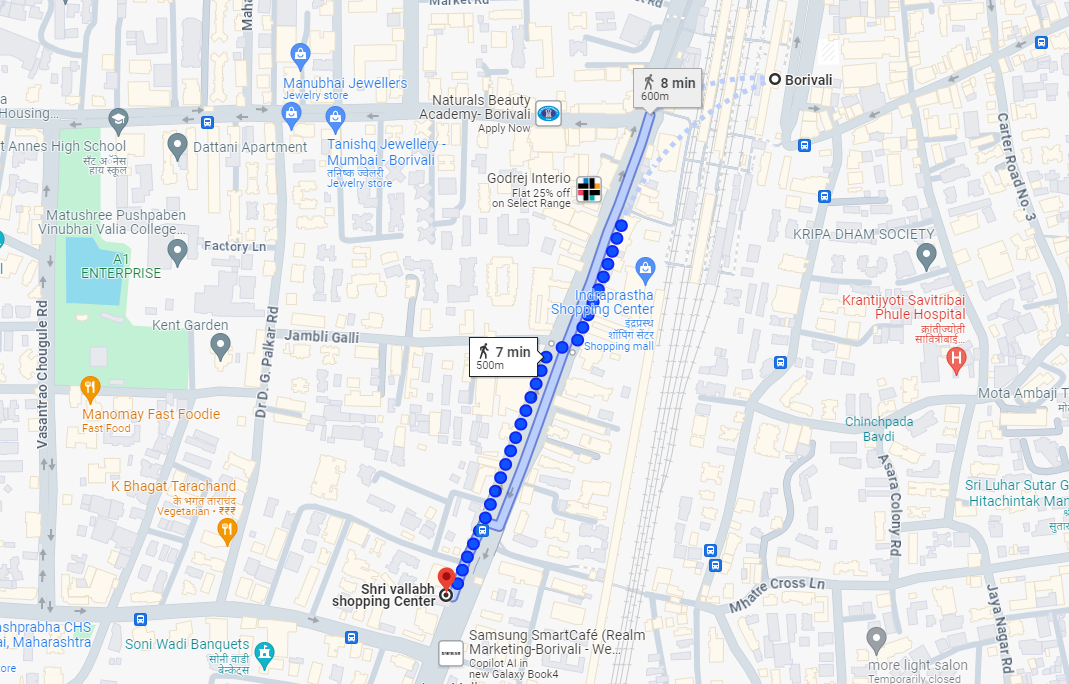 Market Rd
Manubhai Jewellers
Jewelry store
Naturals Beauty
Academy- Borivali
Apply Now
8 min
600m
Borivali
Housing...
t Annes High School
सेंट अॅनेस
हाय स्कूल
Dattani Apartment
Tanishq Jewellery -
Mumbai - Borivali
तनिष्क ज्वेलरी
Jewelry store
Carter Road No. 3
Godrej Interio
Flat 25% off
on Select Range
Matushree Pushpaben
Vinubhai Valia College...
Factory Ln
KRIPA DHAM SOCIETY
A1
ENTERPRISE
Indraprastha
Shopping Center
इंद्रप्रस्थ
शॉपिंग सेंटर
Shopping mall
Krantijyoti Savitribai
Phule Hospital
क्रांतीज्योती
सावित्रीबाई...
Kent Garden
Jambli Galli
7 min
500m
Vasantrao Chougule Rd
Dr D.G. Palkar Rd
Manomay Fast Foodie
Fast Food
Mota Ambaji T
Chinchpada
Bavdi
K Bhagat Tarachand
के भगत ताराचंद
Vegetarian • ₹₹₹
Asara Colony Rd
Sri Luhar Sutar G
Hitachintak Man
Shri vallabh
shopping Center
Mhatre Cross Ln
Jaya Nagar Rd
ashprabha CHS
ai, Maharashtra
Soni Wadi Banquets
सोनी वाडी
बॅन्क्वेट्स
Samsung SmartCafé (Realm
Marketing-Borivali - We...
Copilot AI in
new Galaxy Book4
more light salon
Temporarily closed